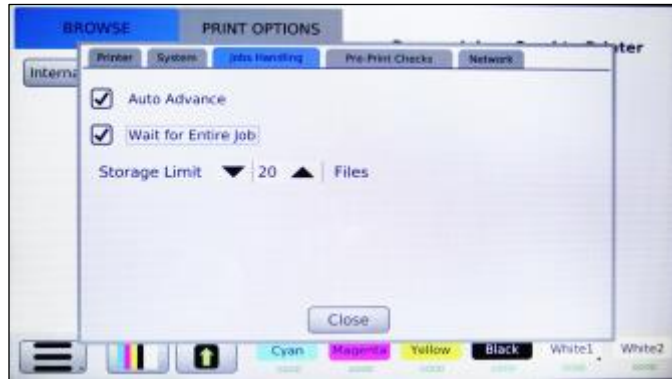 BROWSE PRINT OPTIONS
Printer System Jobs Handling Pre-Print Checks Network
Auto Advance
Wait for Entire Job
Storage Limit 20 Files
Close
Cyan Magenta Yellow Black White1 White2